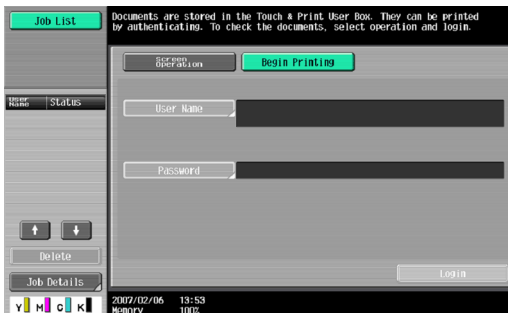 Job List
Documents are stored in the Touch & Print User Box. They can be printed
by authenticating. To check the documents, select operation and login.
Screen
Operation
Begin Printing
User
Name
Status
User Name
Password
Delete
Job Details
Login
Y M C K
2007/02/06 13:53
Memory 100%